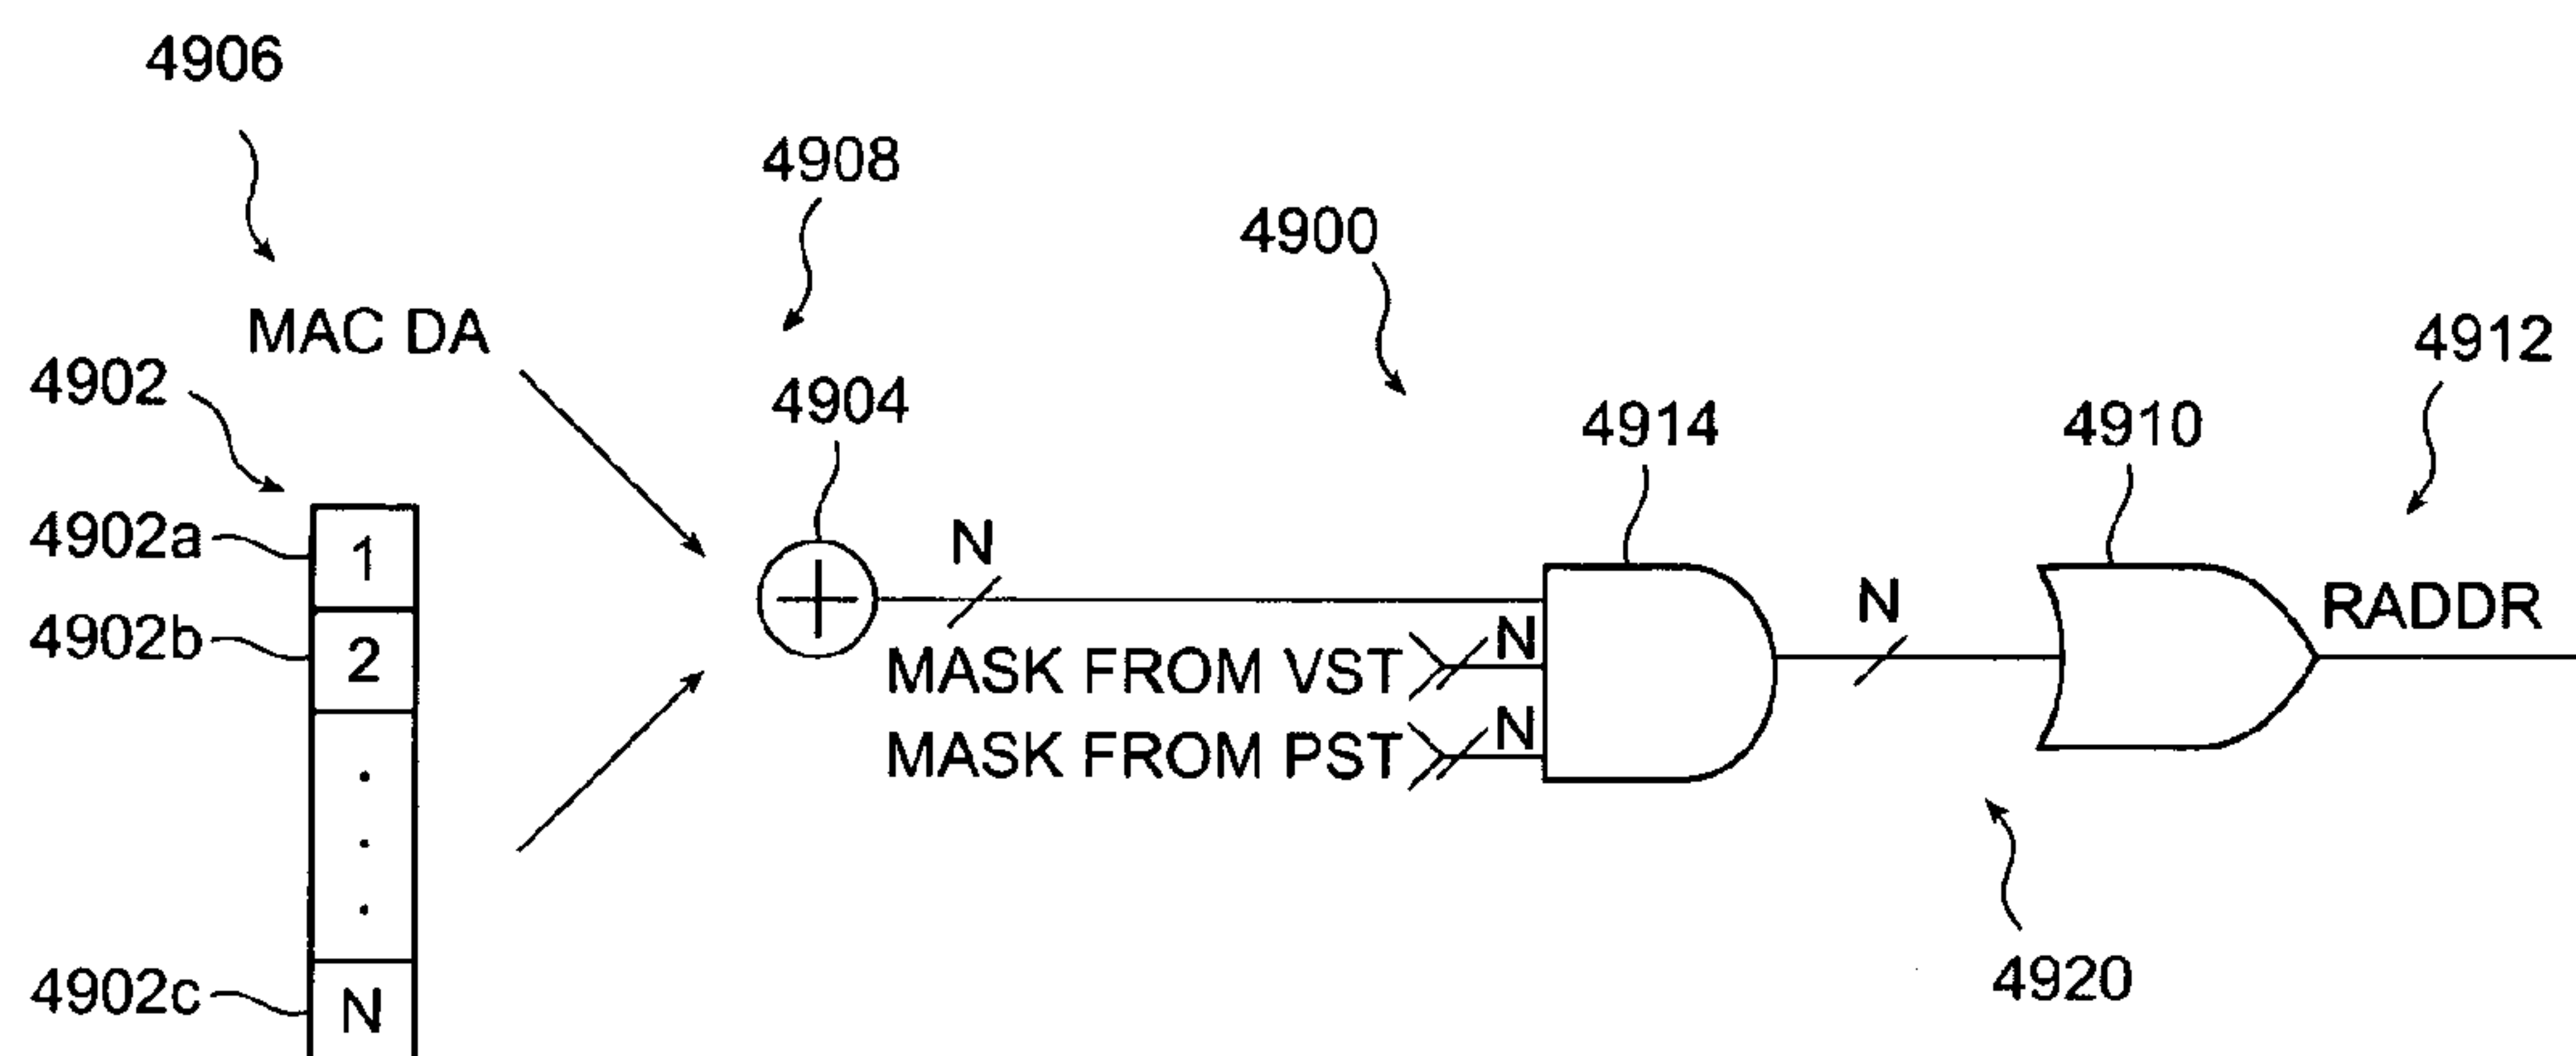 4906
4908
4900
4912
MAC DA
4902
4904
4914
4910
4902a
1
N
N
RADDR
4902b
2
MASK FROM VST
N
MASK FROM PST
N
4920
4902c
N